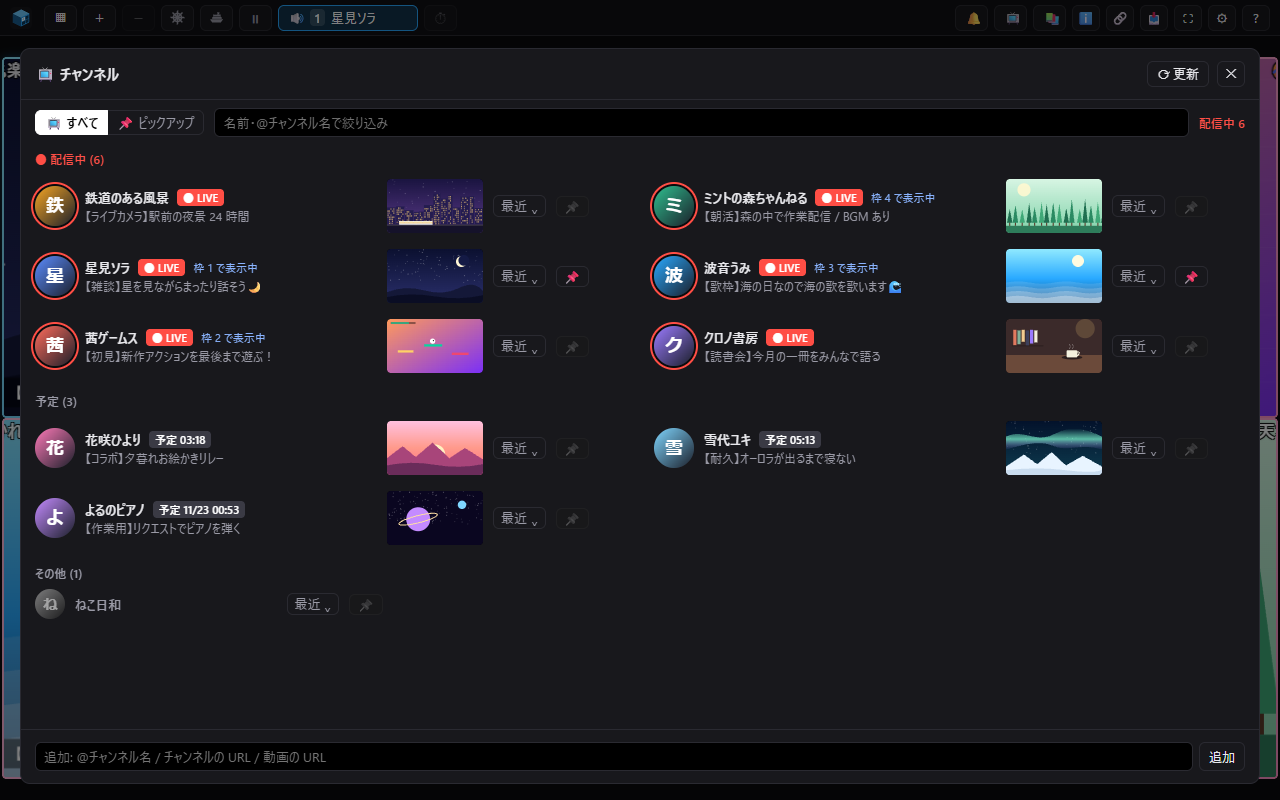 1 星見ソラ
?
チャンネル
更新
すべて
ピックアップ
名前・@チャンネル名で絞り込み
配信中 6
配信中 (6)
鉄
鉄道のある風景 LIVE
【ライブカメラ】駅前の夜景 24 時間
最近
ミ
ミントの森ちゃんねる LIVE 枠 4 で表示中
【朝活】森の中で作業配信 / BGM あり
最近
星
星見ソラ LIVE 枠 1 で表示中
【雑談】星を見ながらまったり話そう🌙
最近
波
波音うみ LIVE 枠 3 で表示中
【歌枠】海の日なので海の歌を歌います🌊
最近
茜
茜ゲームス LIVE 枠 2 で表示中
【初見】新作アクションを最後まで遊ぶ！
最近
ク
クロノ書房 LIVE
【読書会】今月の一冊をみんなで語る
最近
予定 (3)
花
花咲ひより 予定 03:18
【コラボ】夕暮れお絵かきリレー
最近
雪
雪代ユキ 予定 05:13
【耐久】オーロラが出るまで寝ない
最近
よ
よるのピアノ 予定 11/23 00:53
【作業用】リクエストでピアノを弾く
最近
その他 (1)
ね
ねこ日和
最近
追加: @チャンネル名 / チャンネルの URL / 動画の URL
追加